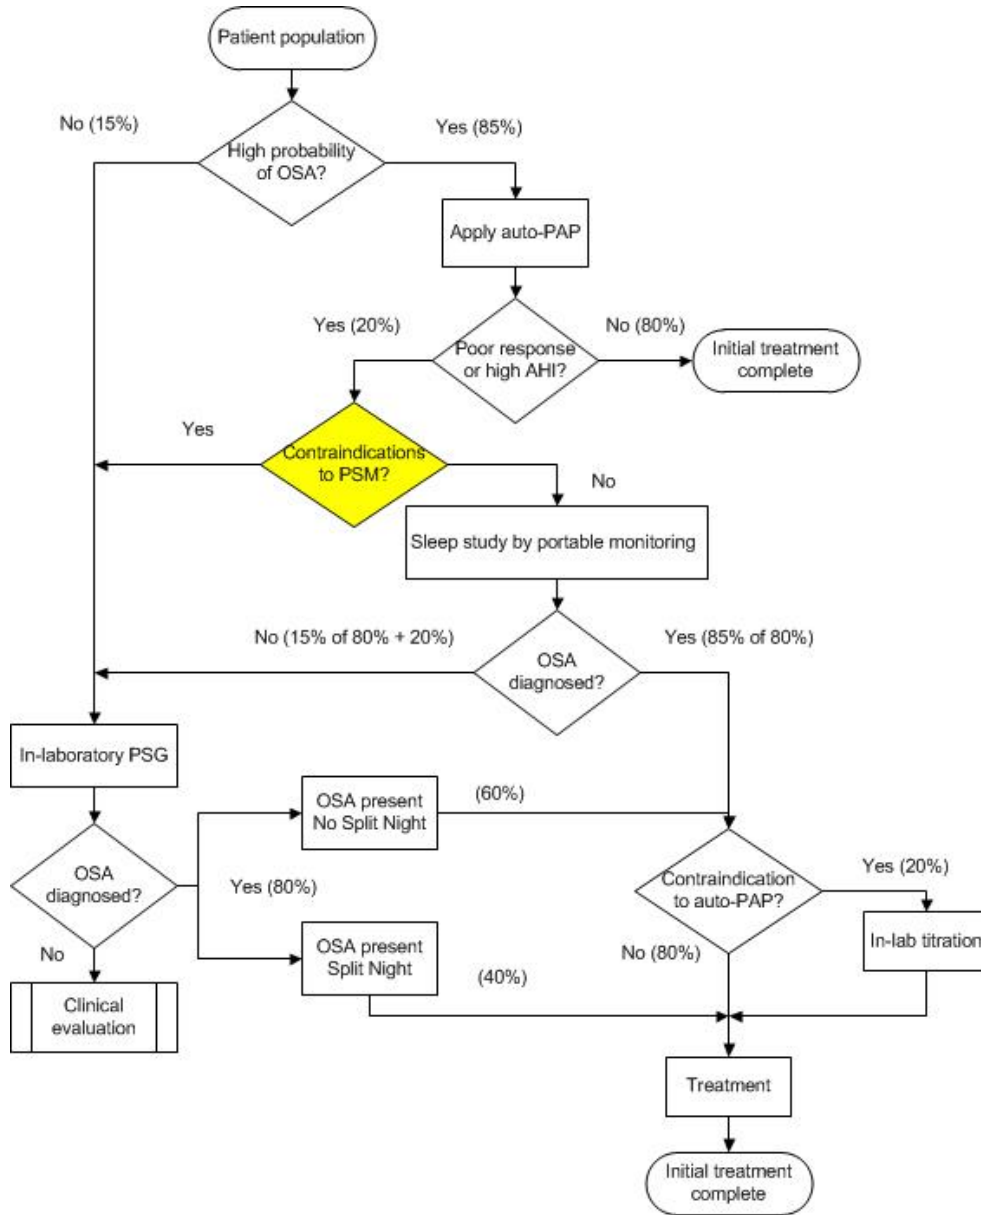 Patient population
No (15%)
Yes (85%)
High probability
of OSA?
Apply auto-PAP
Yes (20%)
No (80%)
Poor response
or high AHI?
Initial treatment
complete
Yes
Contraindications
to PSM?
No
Sleep study by portable monitoring
No (15% of 80% + 20%)
Yes (85% of 80%)
OSA
diagnosed?
In-laboratory PSG
OSA present
No Split Night
(60%)
OSA
diagnosed?
Yes (80%)
Contraindication
to auto-PAP?
Yes (20%)
In-lab titration
No
OSA present
Split Night
(40%)
No (80%)
Clinical
evaluation
Treatment
Initial treatment
complete